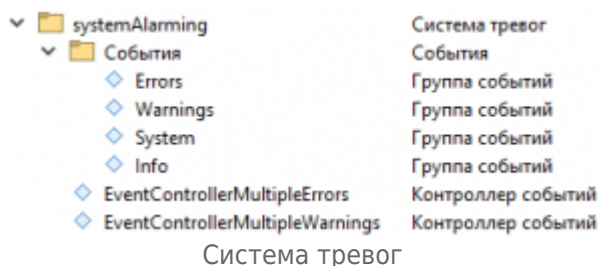 systemAlarming Система тревог
События События
Errors Группа событий
Warnings Группа событий
System Группа событий
Info Группа событий
EventControllerMultipleErrors Контроллер событий
EventControllerMultipleWarnings Контроллер событий
Система тревог